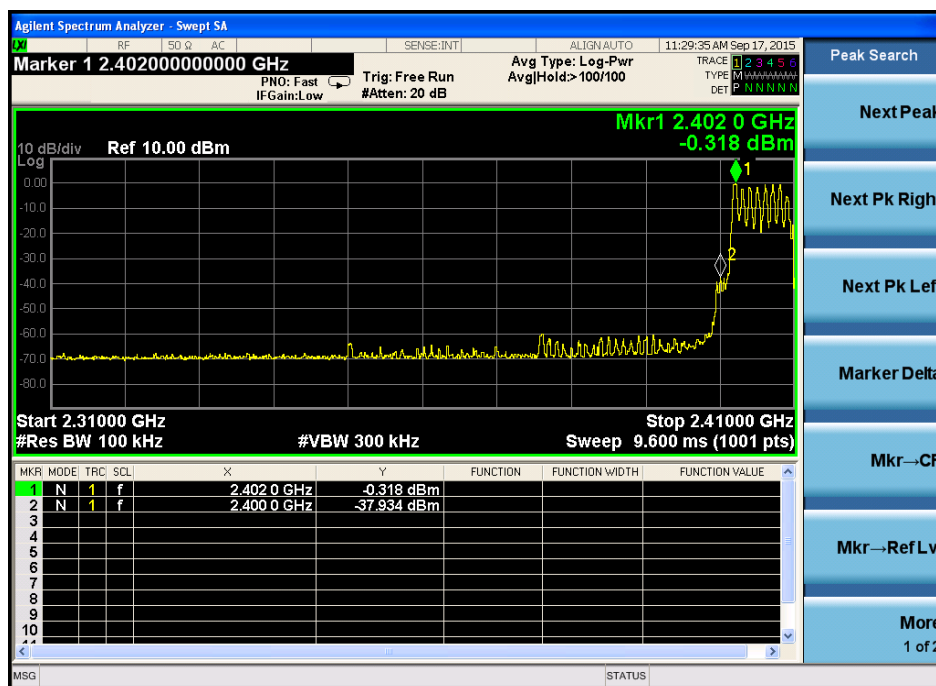 Agilent Spectrum Analyzer - Swept SA
LXI RF 50 Ω AC SENSE:INT ALIGN AUTO 11:29:35 AM Sep 17, 2015
Marker 1 2.402000000000 GHz
PNO: Fast
IFGain:Low
Trig: Free Run
#Atten: 20 dB
Avg Type: Log-Pwr
Avg|Hold:>100/100
TRACE 1 2 3 4 5 6
TYPE M WWWWW
DET P N N N N N
Mkr1 2.402 0 GHz
-0.318 dBm
10 dB/div Ref 10.00 dBm
Log
1
0.00
-10.0
-20.0
2
-30.0
-40.0
-50.0
-60.0
-70.0
-80.0
Start 2.31000 GHz Stop 2.41000 GHz
#Res BW 100 kHz #VBW 300 kHz Sweep 9.600 ms (1001 pts)
MKR MODE TRC SCL X Y FUNCTION FUNCTION WIDTH FUNCTION VALUE
1 N 1 f 2.402 0 GHz -0.318 dBm
2 N 1 f 2.400 0 GHz -37.934 dBm
3
4
5
6
7
8
9
10
11
MSG STATUS
Peak Search
Next Peak
Next Pk Righ
Next Pk Lef
Marker Delta
Mkr→CF
Mkr→Ref Lv
More
1 of 2